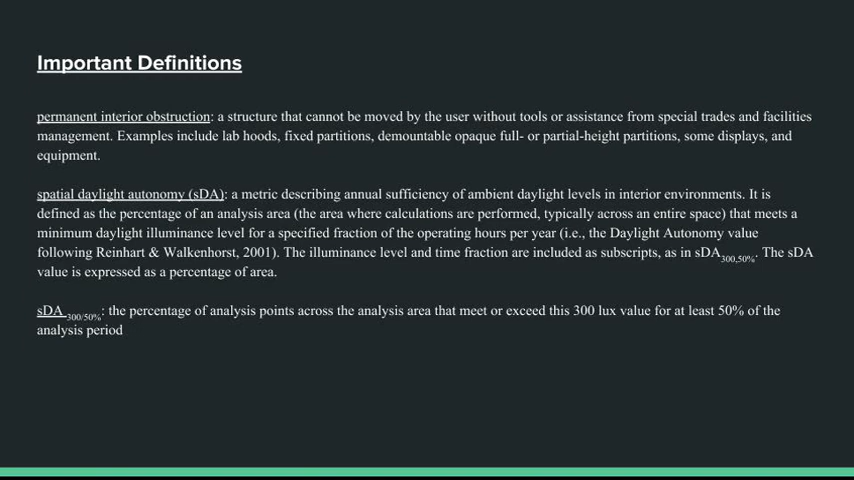 Important Definitions
permanent interior obstruction: a structure that cannot be moved by the user without tools or assistance from special trades and facilities
management. Examples include lab hoods, fixed partitions, demountable opaque full- or partial-height partitions, some displays, and
equipment.
spatial daylight autonomy (sDA): a metric describing annual sufficiency of ambient daylight levels in interior environments. It is
defined as the percentage of an analysis area (the area where calculations are performed, typically across an entire space) that meets a
minimum daylight illuminance level for a specified fraction of the operating hours per year (i.e., the Daylight Autonomy value
following Reinhart & Walkenhorst, 2001). The illuminance level and time fraction are included as subscripts, as in sDA300,50%. The sDA
value is expressed as a percentage of area.
sDA 300/50%: the percentage of analysis points across the analysis area that meet or exceed this 300 lux value for at least 50% of the
analysis period